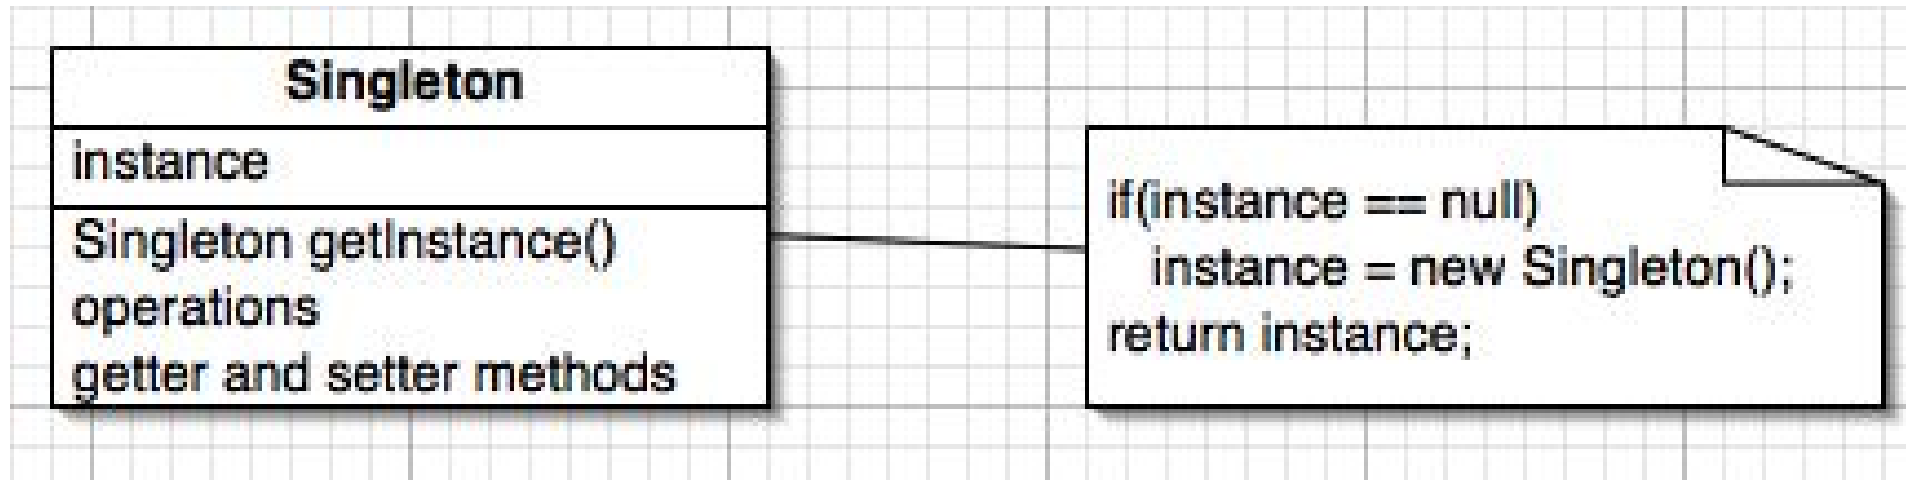 Singleton
instance
Singleton getInstance()
operations
getter and setter methods
if(instance == null)
instance = new Singleton();
return instance;